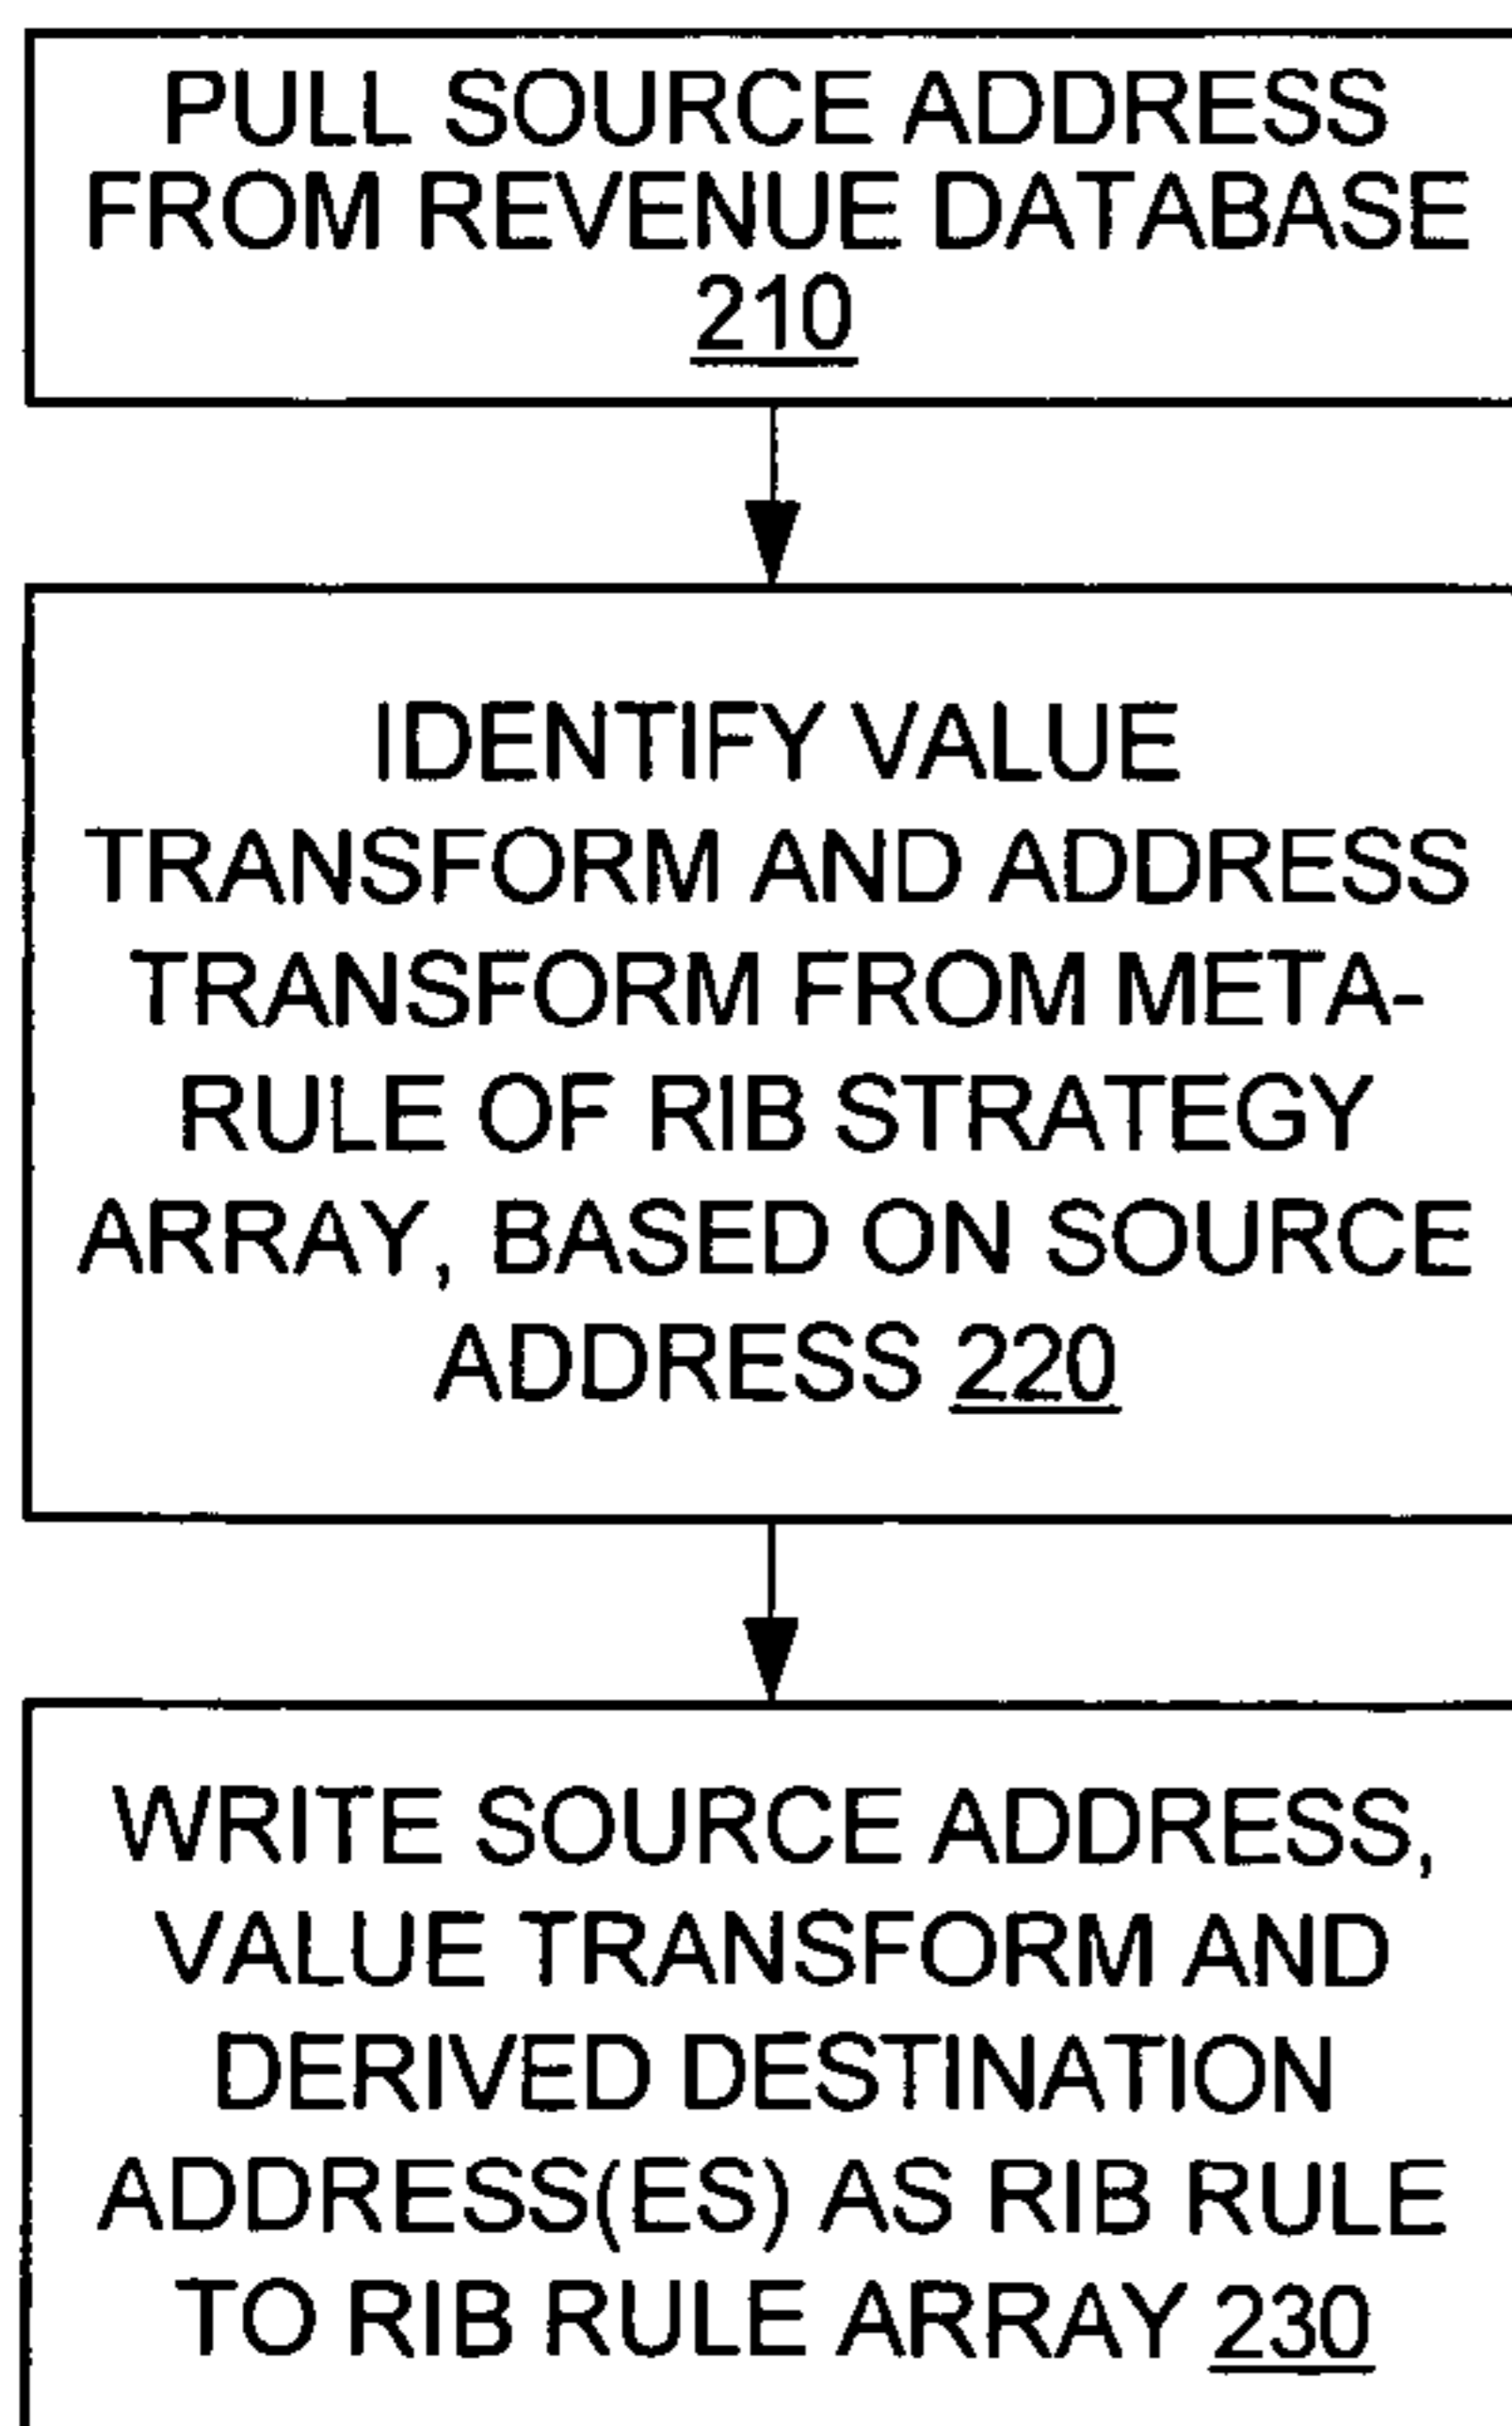 PULL SOURCE ADDRESS
FROM REVENUE DATABASE
210
IDENTIFY VALUE
TRANSFORM AND ADDRESS
TRANSFORM FROM META-
RULE OF RIB STRATEGY
ARRAY, BASED ON SOURCE
ADDRESS 220
WRITE SOURCE ADDRESS,
VALUE TRANSFORM AND
DERIVED DESTINATION
ADDRESS(ES) AS RIB RULE
TO RIB RULE ARRAY 230